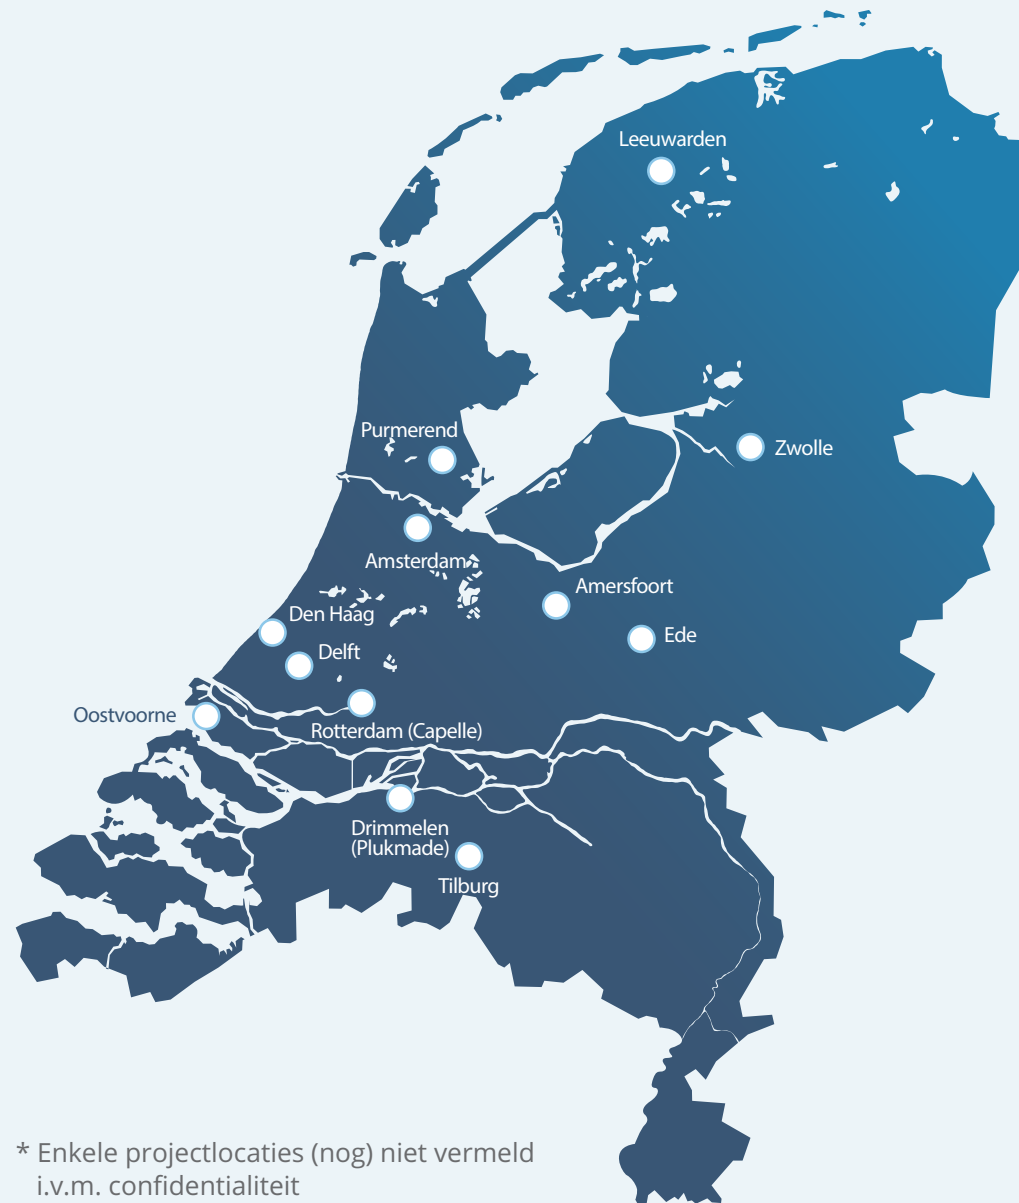 Leeuwarden
Purmerend
Zwolle
Amsterdam
Amersfoort
Den Haag
Ede
Delft
Oostvoorne
Rotterdam (Capelle)
Drimmelen
(Plukmade)
Tilburg
* Enkele projectlocaties (nog) niet vermeld
i.v.m. confidentialiteit